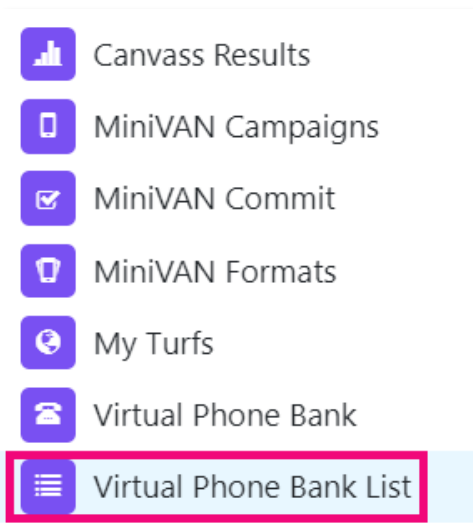 Canvass Results
MiniVAN Campaigns
MiniVAN Commit
MiniVAN Formats
My Turfs
Virtual Phone Bank
Virtual Phone Bank List